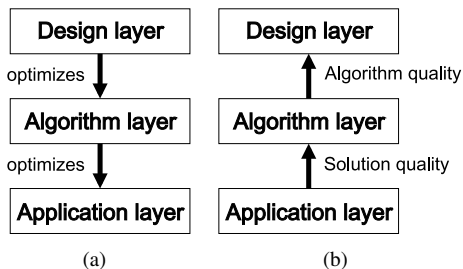 Design layer
optimizes
Algorithm layer
optimizes
Application layer
(a)
Design layer
Algorithm quality
Algorithm layer
Solution quality
Application layer
(b)